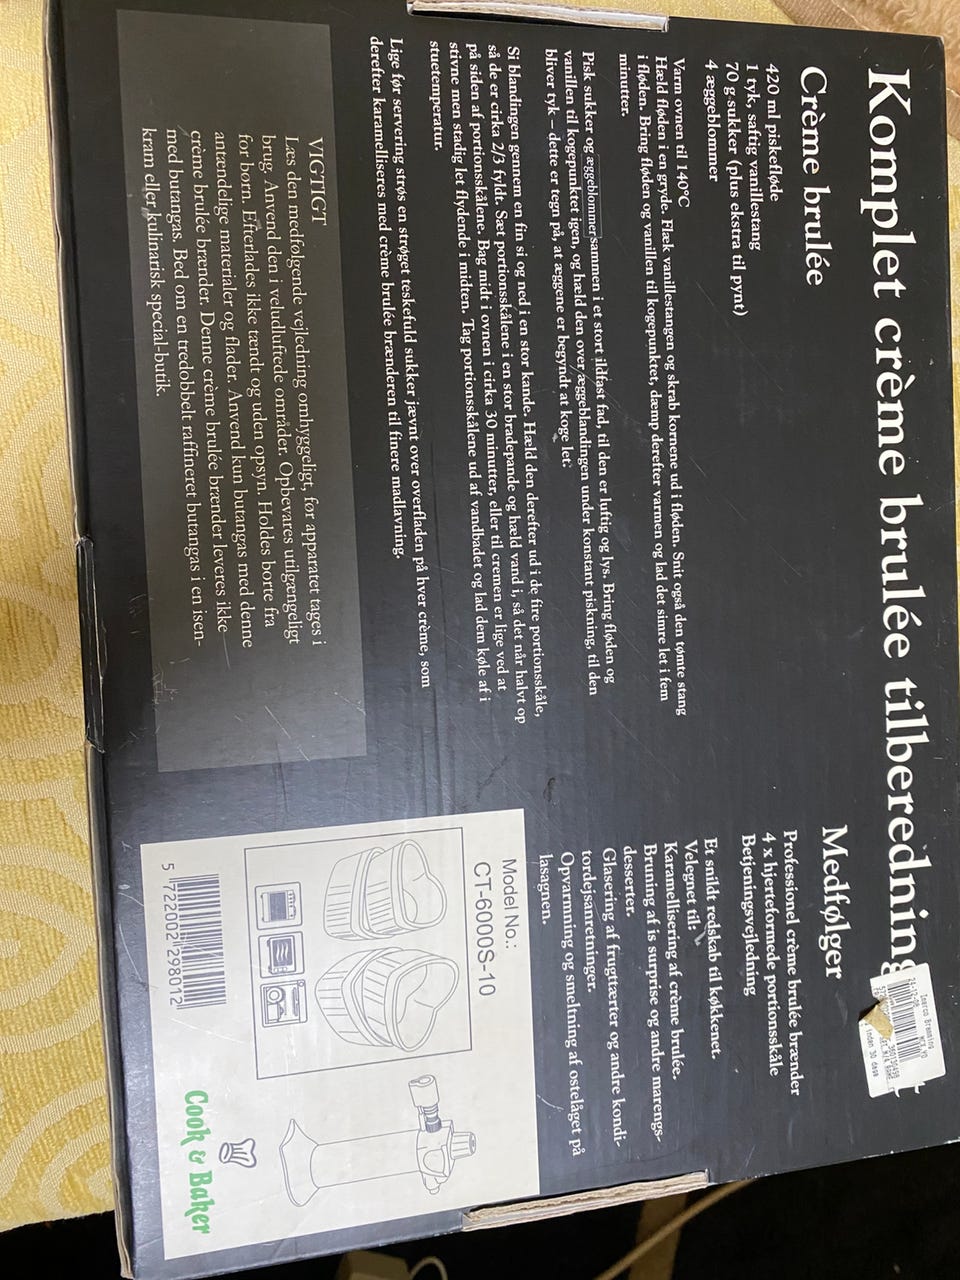 Komplet crème brulée tilberedning
Crème brulée
420 ml piskefløde
1 tyk, saftig vanillestang
70 g sukker (plus ekstra til pynt)
4 æggeblommer
Varm ovnen til 140°C
Hæld fløden i en gryde. Flæk vanillestangen og skrab kornene ud i fløden. Snit også den tømte stang
i fløden. Bring fløden og vanillen til kogepunktet, dæmp derefter varmen og lad det simre let i fem
minutter.
Pisk sukker og æggeblommer sammen i et stort ildfast fad, til den er luftig og lys. Bring fløden og
vanillen til kogepunktet igen, og hæld den over æggeblandingen under konstant piskning, til den
bliver tyk – dette er tegn på, at æggene er begyndt at koge let.
Si blandingen gennem en fin si og ned i en stor kande. Hæld den derefter ud i de fire portionsskåle,
så de er cirka 2/3 fyldt. Sæt portionsskålene i en stor bradepande og hæld vand i, så det når halvt op
på siden af portionsskålene. Bag midt i ovnen i cirka 30 minutter, eller til cremen er lige ved at
stivne men stadig let flydende i midten. Tag portionsskålene ud af vandbadet og lad dem køle af i
stuetemperatur.
Lige før servering strøs en strøget teskefuld sukker jævnt over overfladen på hver crème, som
derefter karamelliseres med crème brulée brænderen til finere madlavning.
VIGTIGT
Læs den medfølgende vejledning omhyggeligt, før apparatet tages i
brug. Anvend den i veludluftede områder. Opbevares utilgængeligt
for børn. Efterlades ikke tændt og uden opsyn. Holdes borte fra
antændelige materialer og flader. Anvend kun butangas med denne
crème brulée brænder. Denne crème brulée brænder leveres ikke
med butangas. Bed om en tredobbelt raffineret butangas i en isen-
kram eller kulinarisk special-butik.
Medfølger
Professionel crème brulée brænder
4 x hjerteformede portionsskåle
Betjeningsvejledning
Et snildt redskab til køkkenet.
Velegnet til:
Karamellisering af crème brulée.
Bruning af is surprise og andre marengs-
desserter.
Glasering af frugttærter og andre kondi-
tordejsanretninger.
Opvarmning og smeltning af ostelåget på
lasagnen.
Model No.:
CT-6000S-10
5 722002 298012
Cook & Baker
Imerco Bramming
inden 30 dage